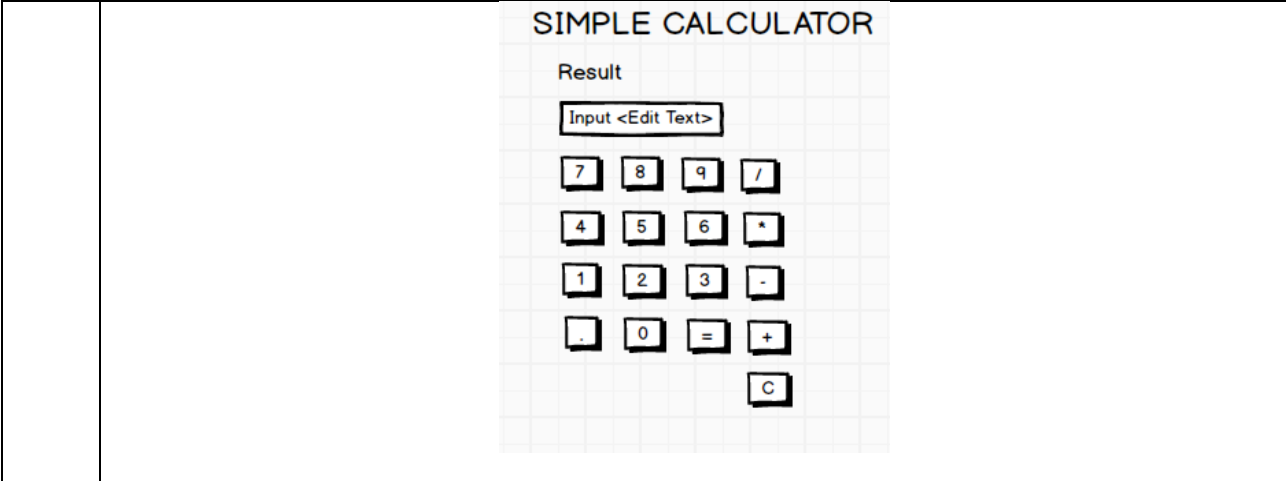 SIMPLE CALCULATOR
Result
Input <Edit Text>
7 8 9 /
4 5 6 *
1 2 3 -
. 0 = +
C